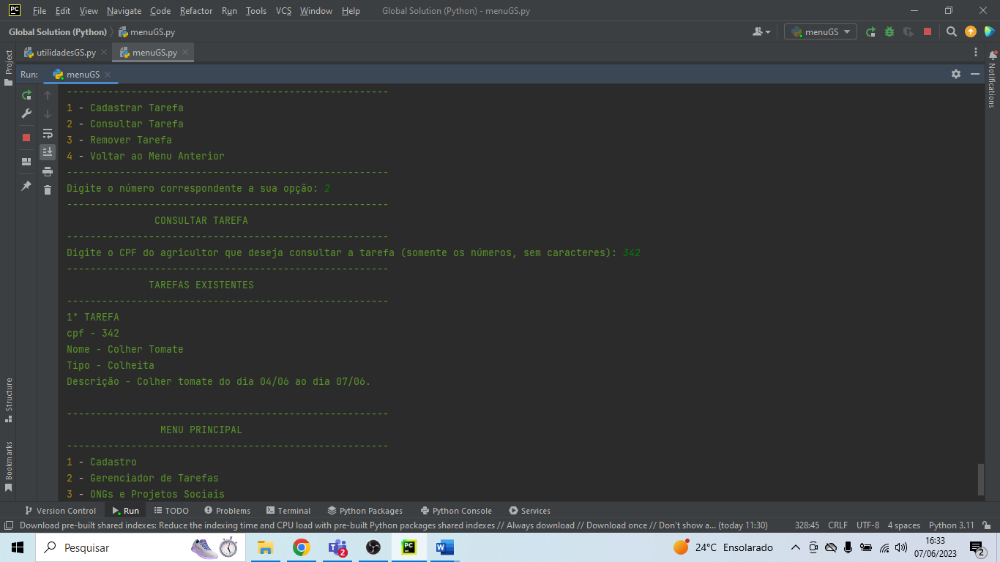 PC File Edit View Navigate Code Refactor Run Tools VCS Window Help Global Solution (Python) - menuGS.py
Global Solution (Python) menuGS.py menuGS
utilidadesGS.py menuGS.py
Project
Notifications
Run: menuGS
-------------------------------------------------------
1 - Cadastrar Tarefa
2 - Consultar Tarefa
3 - Remover Tarefa
4 - Voltar ao Menu Anterior
-------------------------------------------------------
Digite o número correspondente a sua opção: 2
-------------------------------------------------------
CONSULTAR TAREFA
-------------------------------------------------------
Digite o CPF do agricultor que deseja consultar a tarefa (somente os números, sem caracteres): 342
-------------------------------------------------------
TAREFAS EXISTENTES
-------------------------------------------------------
1ª TAREFA
cpf - 342
Nome - Colher Tomate
Tipo - Colheita
Descrição - Colher tomate do dia 04/06 ao dia 07/06.
-------------------------------------------------------
MENU PRINCIPAL
-------------------------------------------------------
1 - Cadastro
2 - Gerenciador de Tarefas
3 - ONGs e Projetos Sociais
Structure
Bookmarks
Version Control Run TODO Problems Terminal Python Packages Python Console Services
Download pre-built shared indexes: Reduce the indexing time and CPU load with pre-built Python packages shared indexes // Always download // Download once // Don't show a... (today 11:30) 328:45 CRLF UTF-8 4 spaces Python 3.11
Pesquisar 2 PC W 24°C Ensolarado 16:33
07/06/2023 2